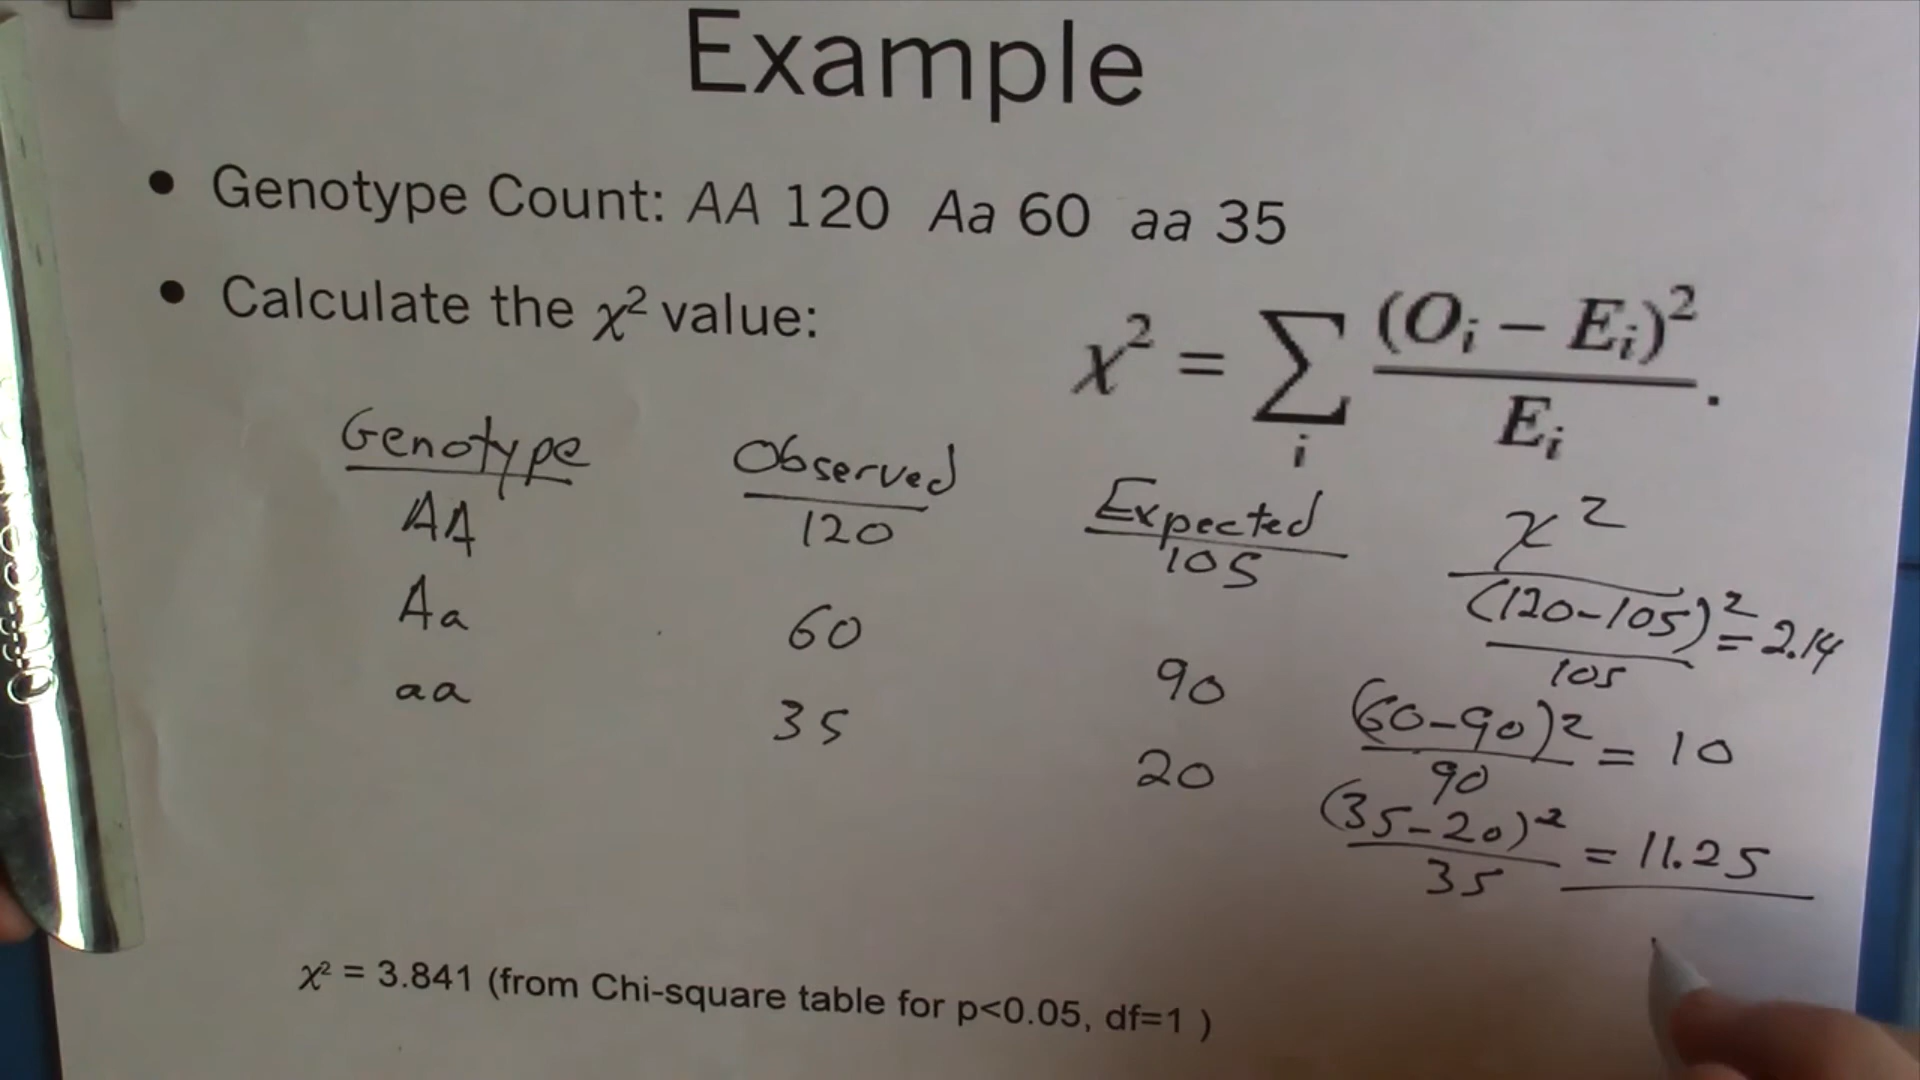 Example
• Genotype Count: AA 120 Aa 60 aa 35
• Calculate the χ² value:
χ² = ∑ᵢ (Oᵢ − Eᵢ)² / Eᵢ .
Genotype Observed Expected χ²
AA 120 105 (120-105)² / 105 = 2.14
Aa 60 90 (60-90)² / 90 = 10
aa 35 20 (35-20)² / 35 = 11.25
χ² = 3.841 (from Chi-square table for p<0.05, df=1 )